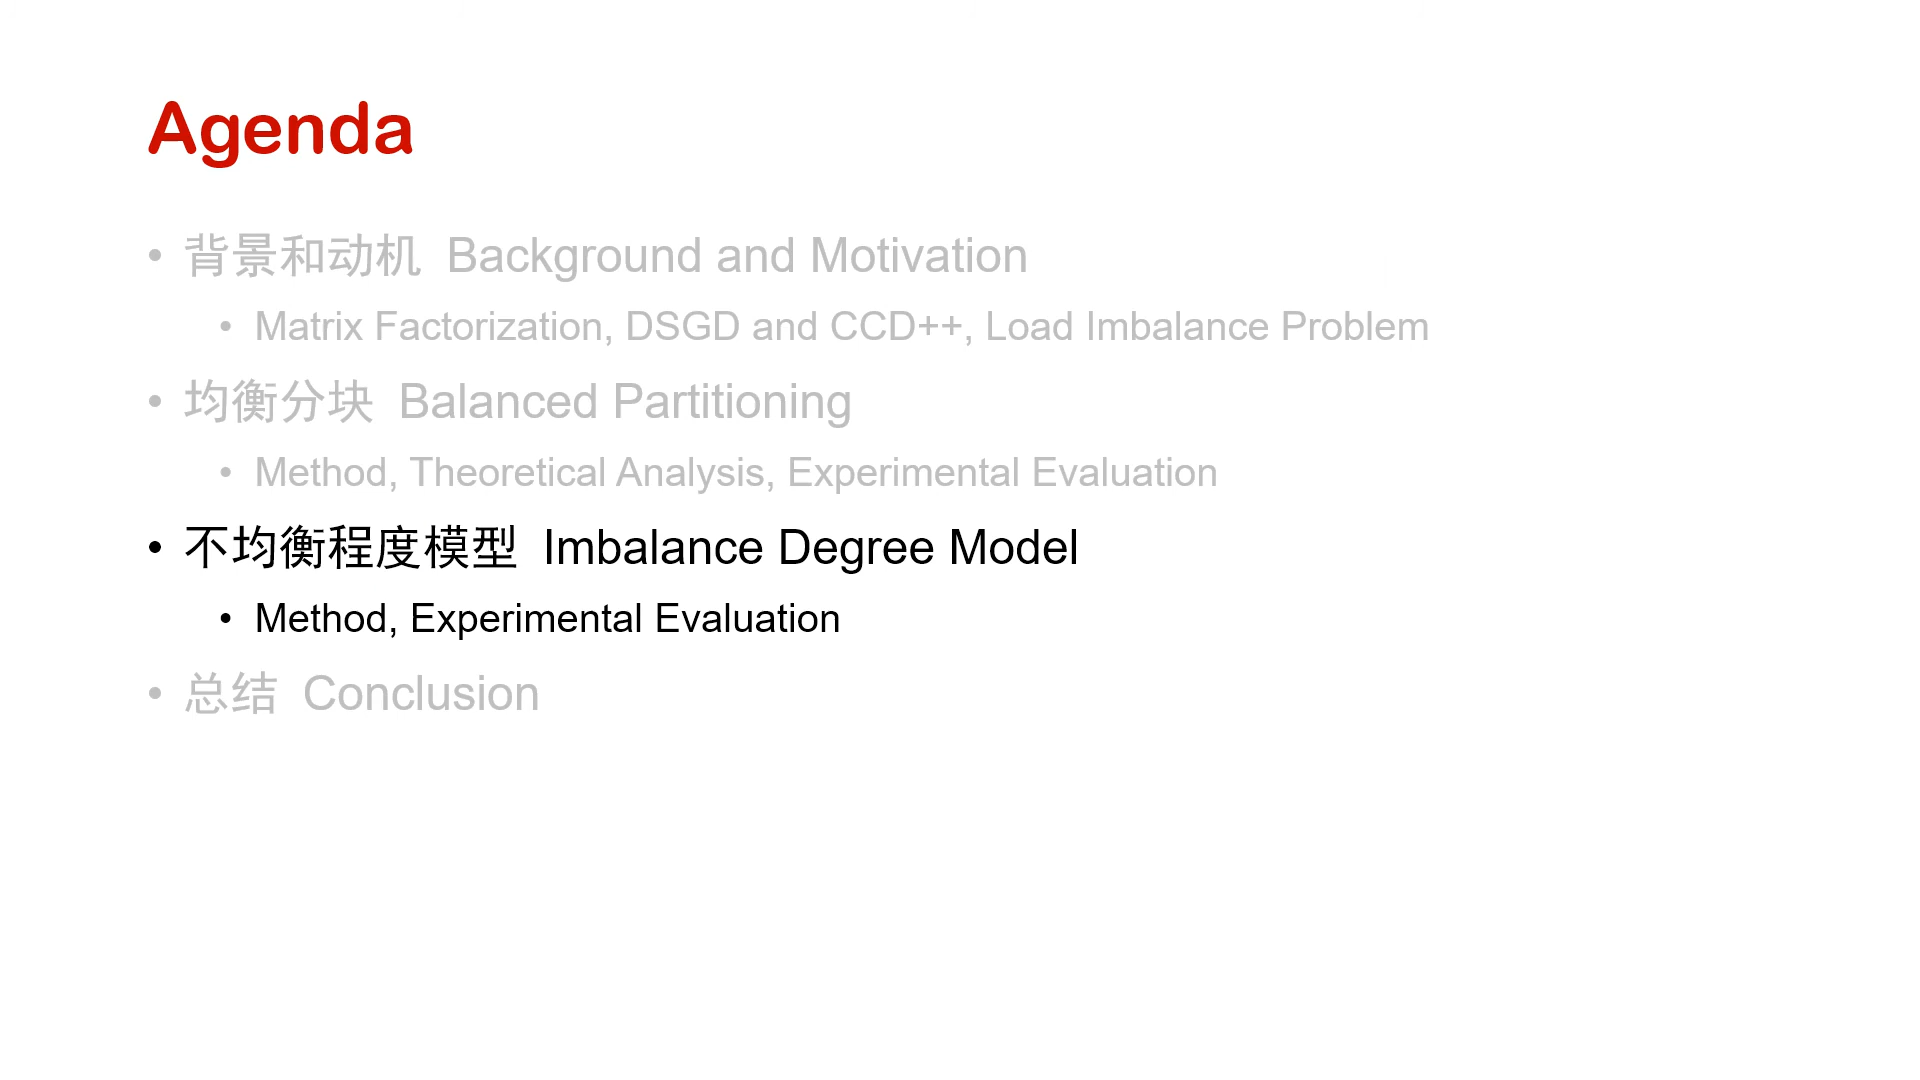 Agenda
• 背景和动机 Background and Motivation
• Matrix Factorization, DSGD and CCD++, Load Imbalance Problem
• 均衡分块 Balanced Partitioning
• Method, Theoretical Analysis, Experimental Evaluation
• 不均衡程度模型 Imbalance Degree Model
• Method, Experimental Evaluation
• 总结 Conclusion